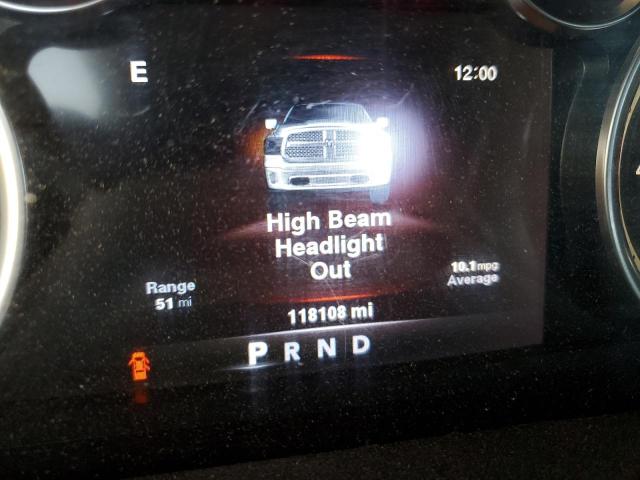 E
12:00
High Beam
Headlight
Out
Range
51 mi
10.1 mpg
Average
118108 mi
P R N D